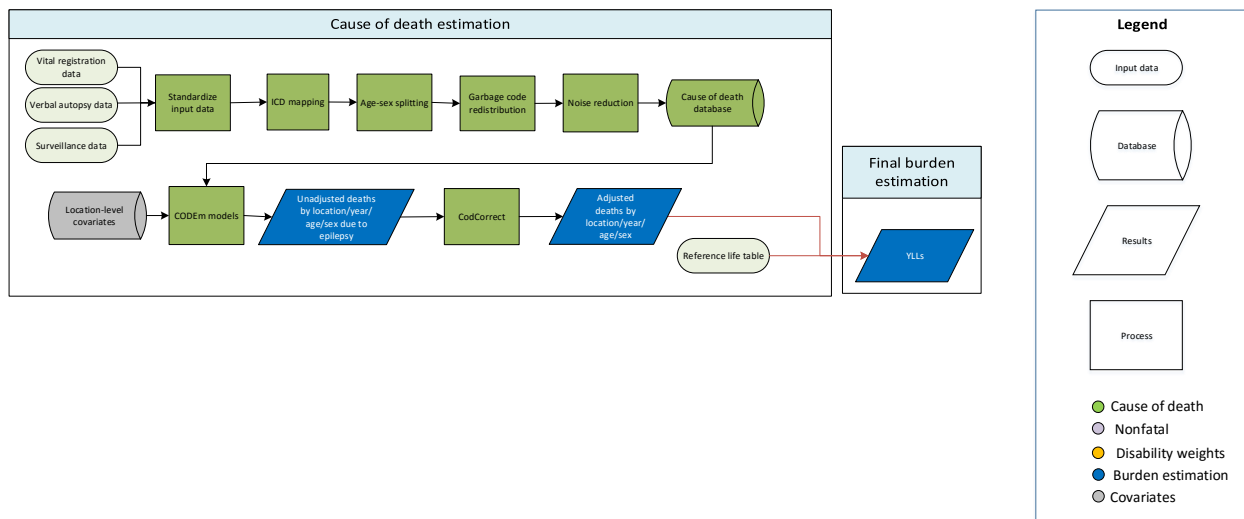 Cause of death estimation
Vital registration
data
Verbal autopsy data
Surveillance data
Standardize
input data
ICD mapping
Age-sex splitting
Garbage code
redistribution
Noise reduction
Cause of death
database
Location-level
covariates
CODEm models
Unadjusted deaths
by location/year/
age/sex due to
epilepsy
CodCorrect
Adjusted
deaths by
location/year/
age/sex
Reference life table
Final burden
estimation
YLLs
Legend
Input data
Database
Results
Process
Cause of death
Nonfatal
Disability weights
Burden estimation
Covariates